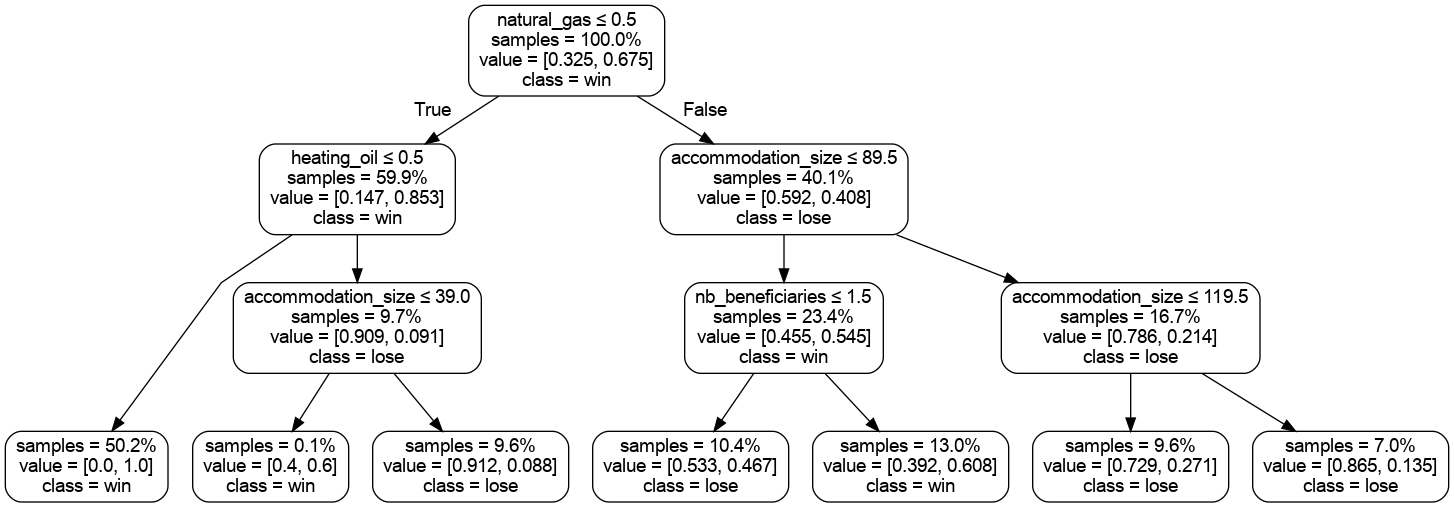 natural_gas ≤ 0.5
samples = 100.0%
value = [0.325, 0.675]
class = win
True
False
heating_oil ≤ 0.5
samples = 59.9%
value = [0.147, 0.853]
class = win
accommodation_size ≤ 89.5
samples = 40.1%
value = [0.592, 0.408]
class = lose
accommodation_size ≤ 39.0
samples = 9.7%
value = [0.909, 0.091]
class = lose
nb_beneficiaries ≤ 1.5
samples = 23.4%
value = [0.455, 0.545]
class = win
accommodation_size ≤ 119.5
samples = 16.7%
value = [0.786, 0.214]
class = lose
samples = 50.2%
value = [0.0, 1.0]
class = win
samples = 0.1%
value = [0.4, 0.6]
class = win
samples = 9.6%
value = [0.912, 0.088]
class = lose
samples = 10.4%
value = [0.533, 0.467]
class = lose
samples = 13.0%
value = [0.392, 0.608]
class = win
samples = 9.6%
value = [0.729, 0.271]
class = lose
samples = 7.0%
value = [0.865, 0.135]
class = lose